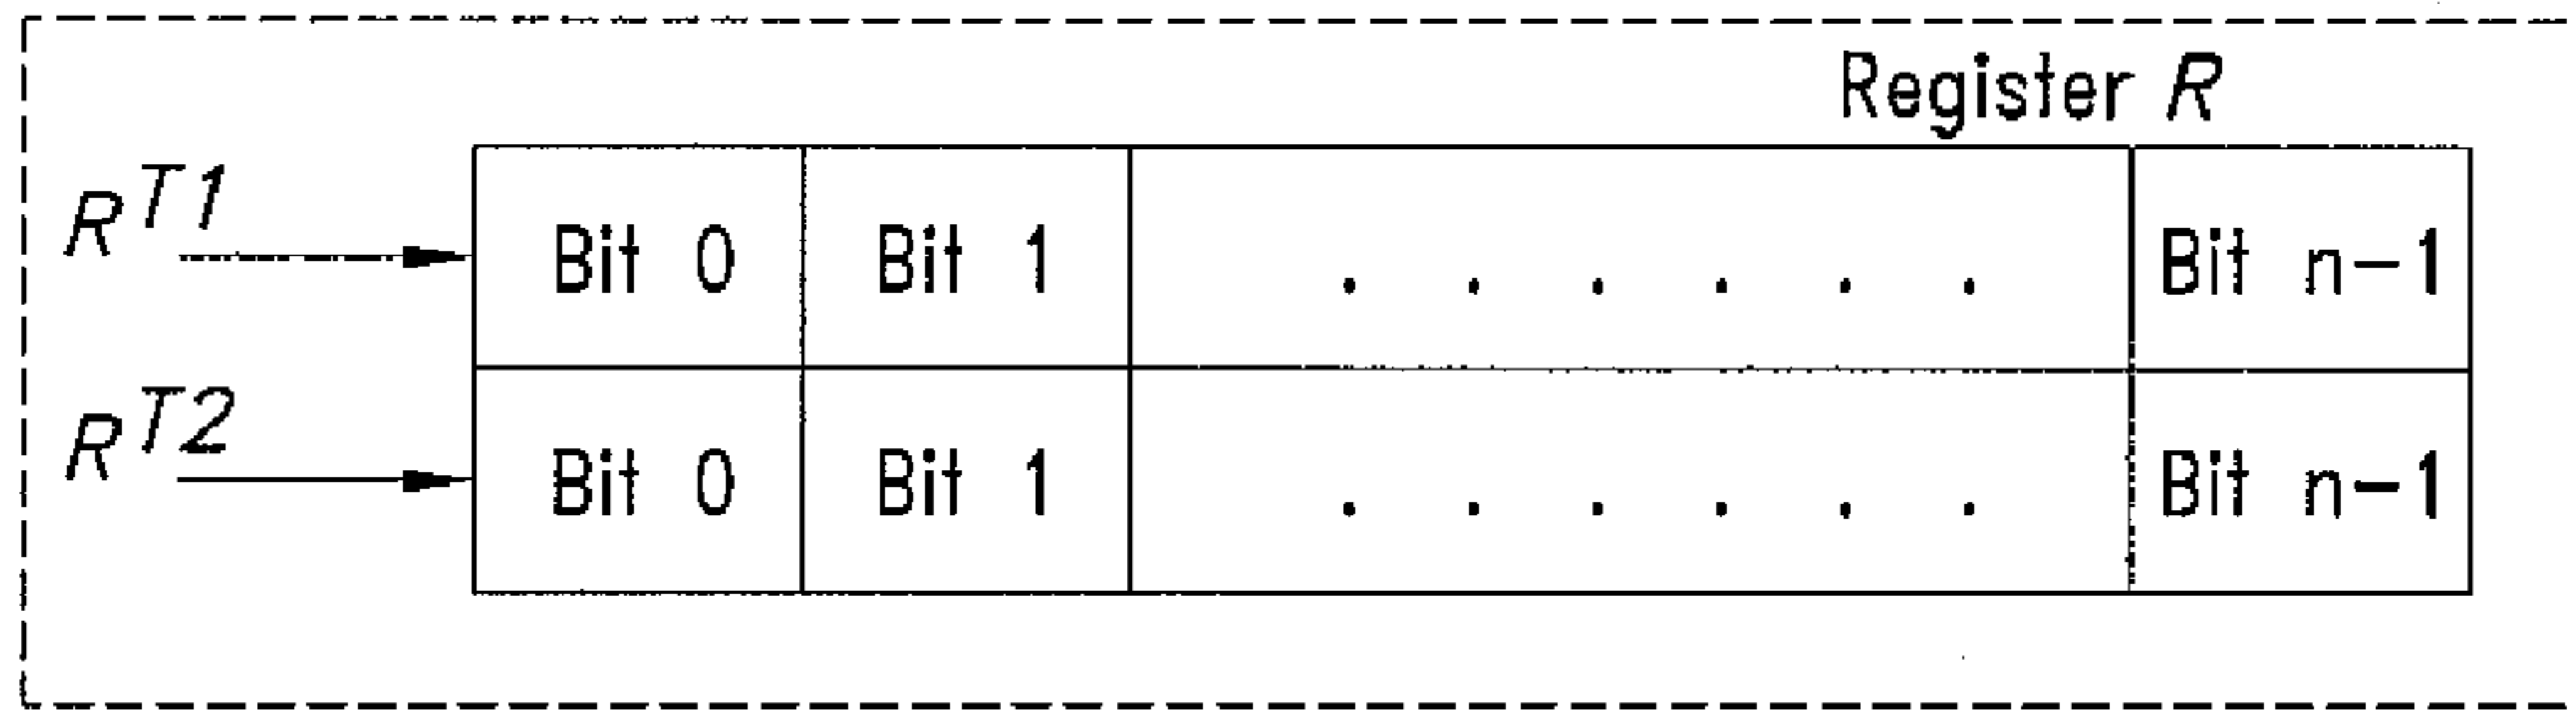 Register R
R^T1 Bit 0 Bit 1 . . . . . . Bit n-1
R^T2 Bit 0 Bit 1 . . . . . . Bit n-1